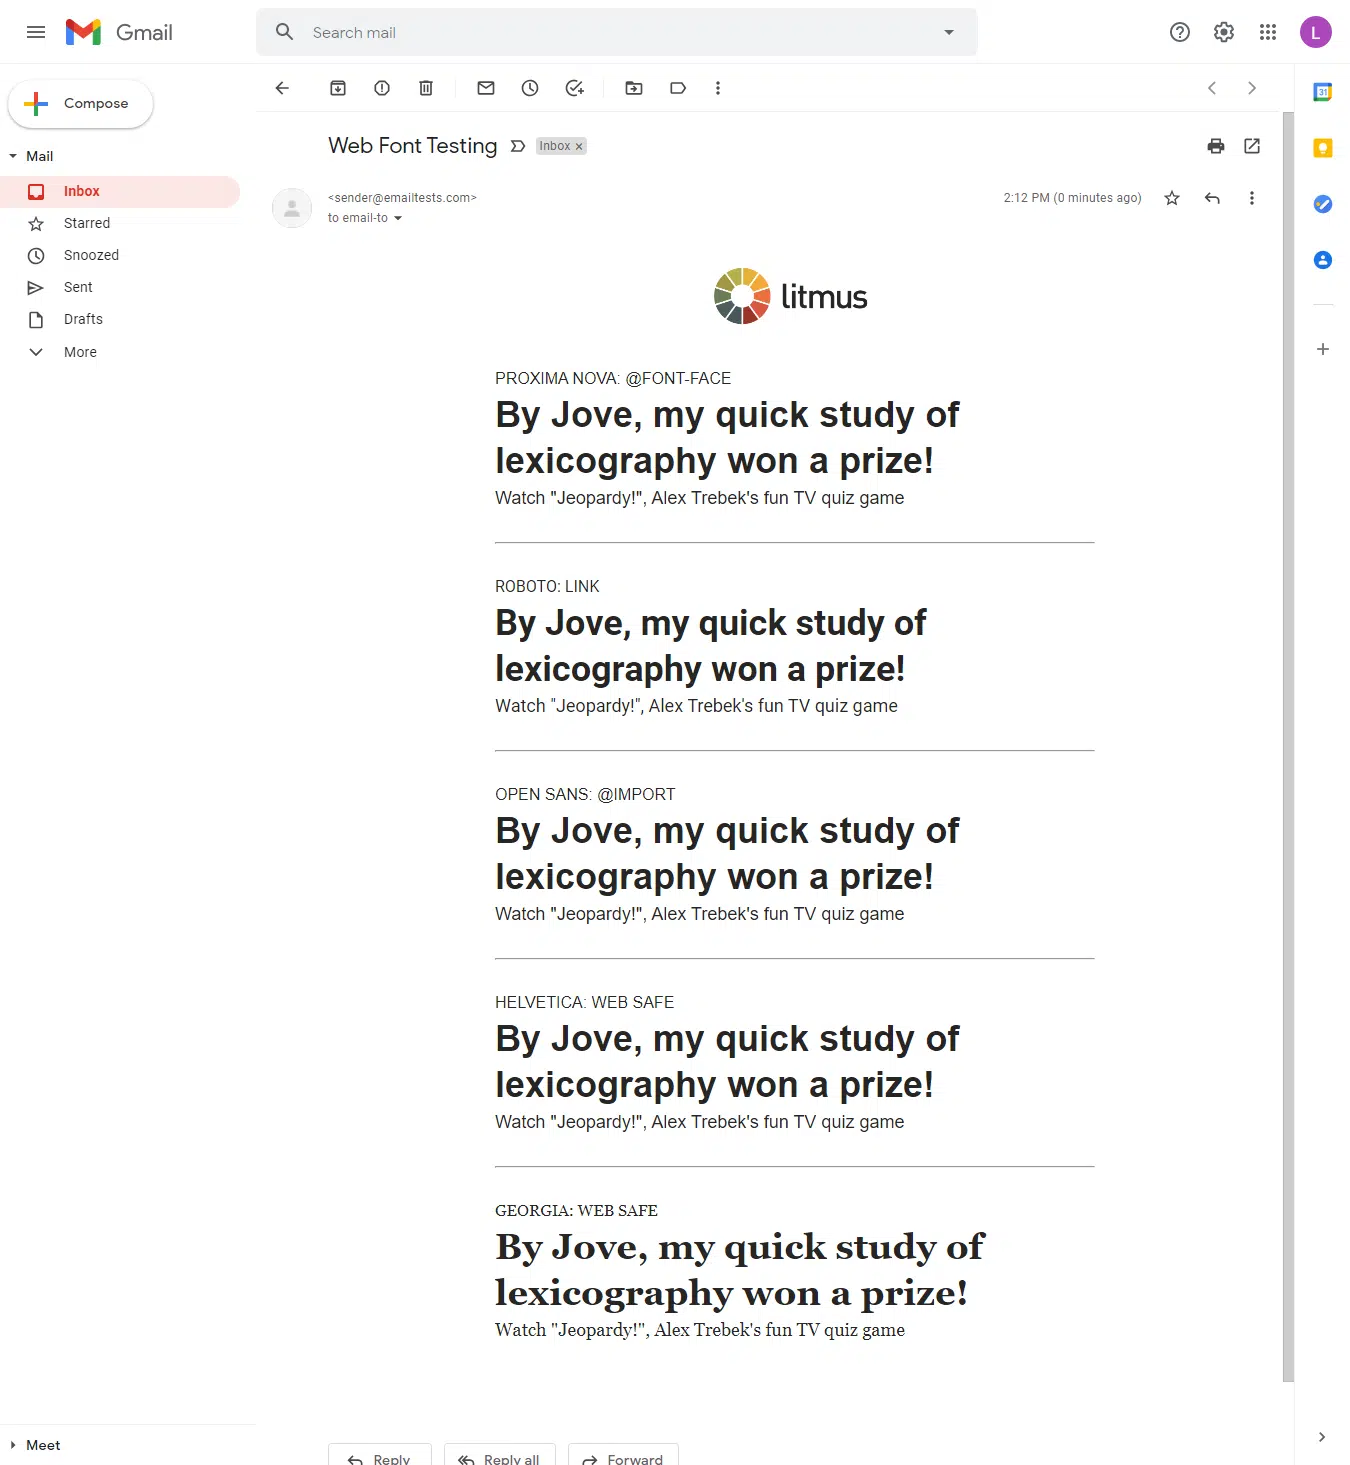 Gmail
Search mail
L
Compose
Mail
Inbox
Starred
Snoozed
Sent
Drafts
More
Web Font Testing
Inbox ×
31
<sender@emailtests.com>
2:12 PM (0 minutes ago)
to email-to
litmus
PROXIMA NOVA: @FONT-FACE
By Jove, my quick study of
lexicography won a prize!
Watch "Jeopardy!", Alex Trebek's fun TV quiz game
ROBOTO: LINK
By Jove, my quick study of
lexicography won a prize!
Watch "Jeopardy!", Alex Trebek's fun TV quiz game
OPEN SANS: @IMPORT
By Jove, my quick study of
lexicography won a prize!
Watch "Jeopardy!", Alex Trebek's fun TV quiz game
HELVETICA: WEB SAFE
By Jove, my quick study of
lexicography won a prize!
Watch "Jeopardy!", Alex Trebek's fun TV quiz game
GEORGIA: WEB SAFE
By Jove, my quick study of
lexicography won a prize!
Watch "Jeopardy!", Alex Trebek's fun TV quiz game
Meet
Reply
Reply all
Forward